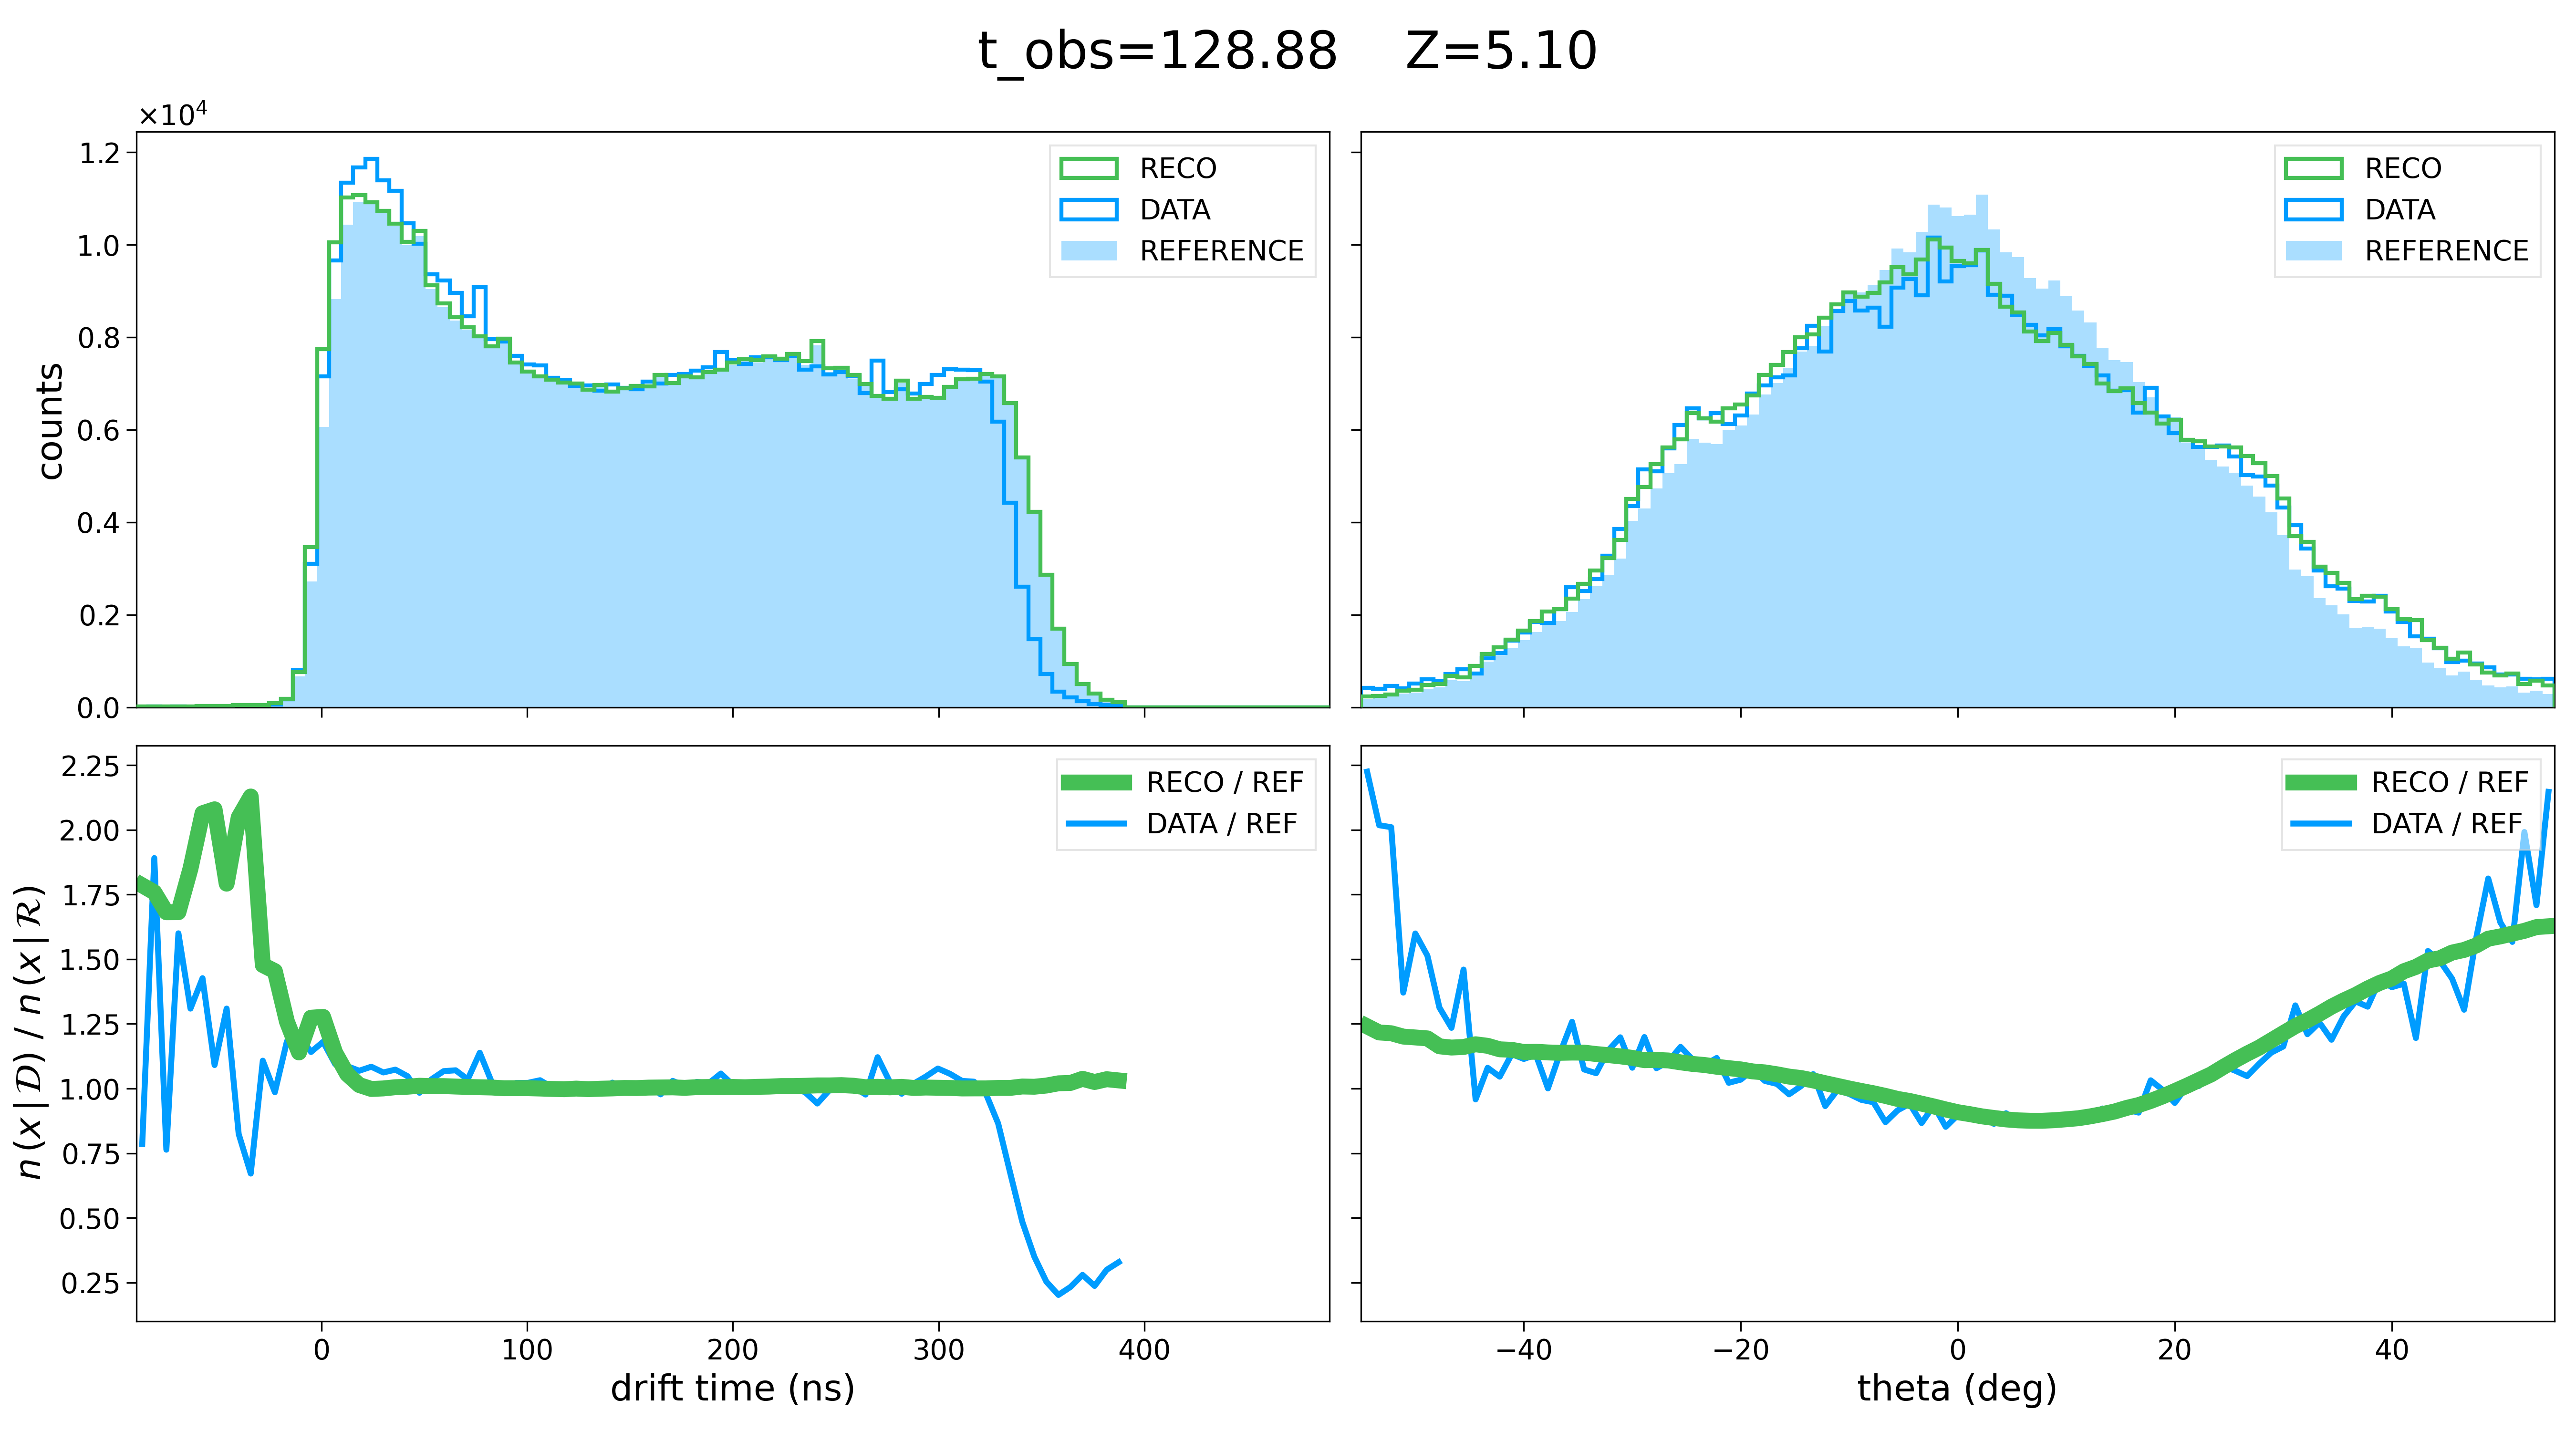 t_obs=128.88 Z=5.10
×10⁴
1.2
1.0
0.8
0.6
0.4
0.2
0.0
counts
RECO
DATA
REFERENCE
RECO
DATA
REFERENCE
2.25
2.00
1.75
1.50
1.25
1.00
0.75
0.50
0.25
n(x|𝒟) / n(x|ℛ)
RECO / REF
DATA / REF
0 100 200 300 400
drift time (ns)
RECO / REF
DATA / REF
−40 −20 0 20 40
theta (deg)